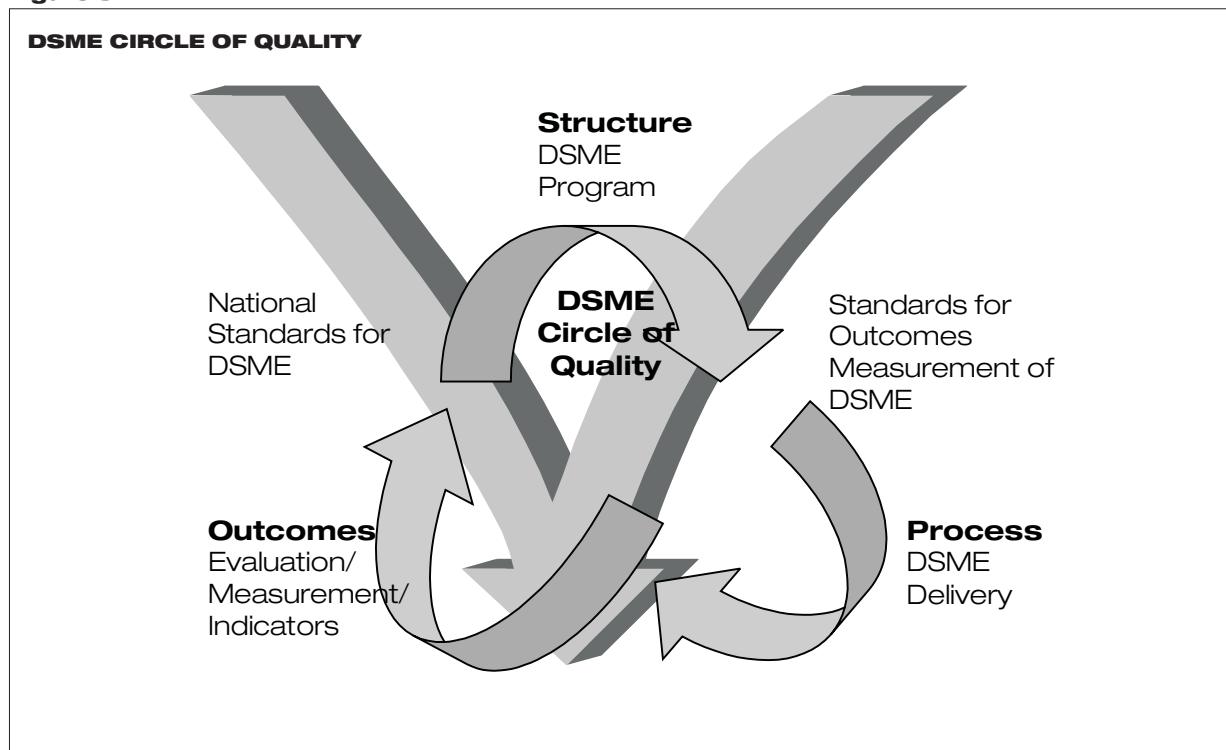 DSME CIRCLE OF QUALITY
Structure
DSME
Program
National
Standards for
DSME
DSME
Circle of
Quality
Standards for
Outcomes
Measurement of
DSME
Outcomes
Evaluation/
Measurement/
Indicators
Process
DSME
Delivery